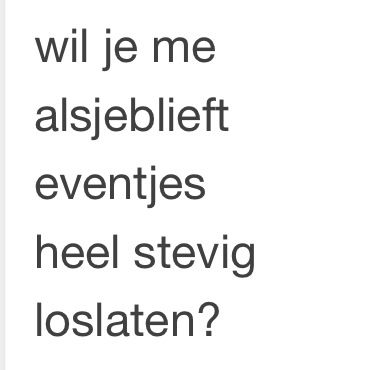 wil je me
alsjeblieft
eventjes
heel stevig
loslaten?